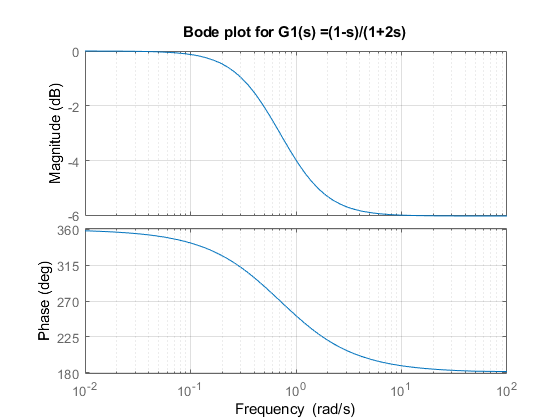 Bode plot for G1(s) =(1-s)/(1+2s)
Magnitude (dB)
0
-2
-4
-6
Phase (deg)
360
315
270
225
180
10^-2 10^-1 10^0 10^1 10^2
Frequency (rad/s)